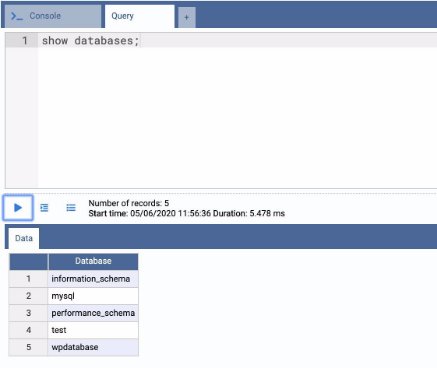 >_ Console
Query
+
1 show databases;
Number of records: 5
Start time: 05/06/2020 11:56:36 Duration: 5.478 ms
Data
Database
1 information_schema
2 mysql
3 performance_schema
4 test
5 wpdatabase